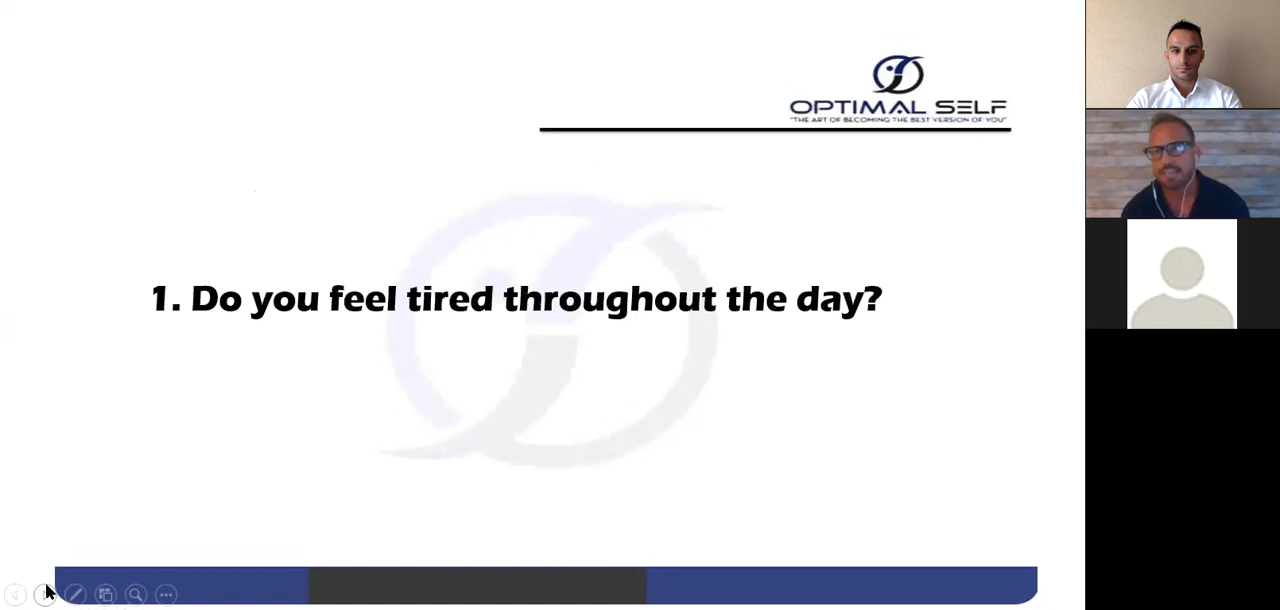 OPTIMAL SELF
"THE ART OF BECOMING THE BEST VERSION OF YOU"
1. Do you feel tired throughout the day?